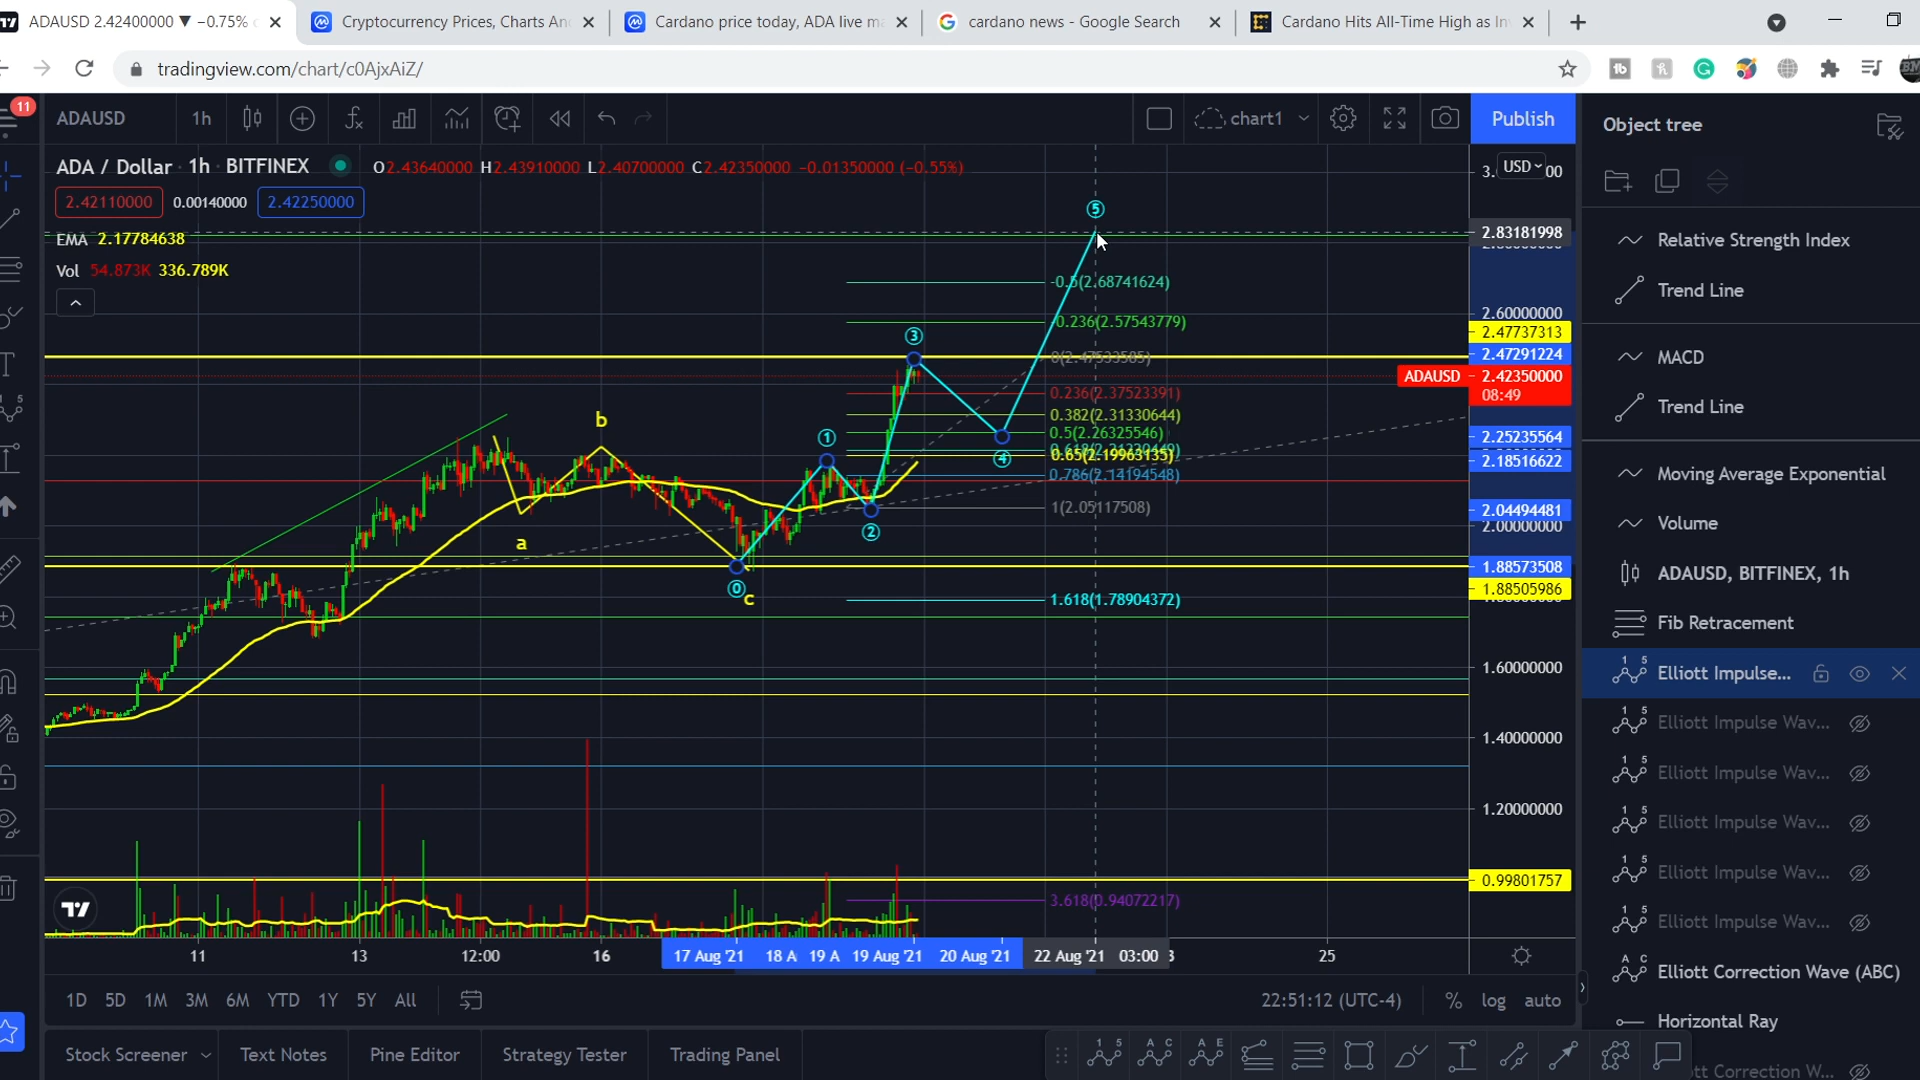 ADAUSD 2.42400000 ▼ −0.75%
Cryptocurrency Prices, Charts An
Cardano price today, ADA live ma
cardano news - Google Search
Cardano Hits All-Time High as In
tradingview.com/chart/c0AjxAiZ/
11
ADAUSD
1h
chart1
Publish
Object tree
ADA / Dollar · 1h · BITFINEX
O2.43640000 H2.43910000 L2.40700000 C2.42350000 −0.01350000 (−0.55%)
USD
2.42110000
0.00140000
2.42250000
EMA 2.17784638
Vol 54.873K 336.789K
5
2.83181998
-0.5(2.68741624)
0.236(2.57543779)
2.60000000
2.47737313
3
2.47291224
0(2.47533585)
ADAUSD
2.42350000
08:49
0.236(2.37523391)
0.382(2.31330644)
b
1
0.5(2.26325546)
2.25235564
4
0.65(2.19963135)
2.18516622
0.786(2.14194548)
1(2.05117508)
2.04494481
2.00000000
2
a
1.88573508
0
c
1.88505986
1.618(1.78904372)
1.60000000
1.40000000
1.20000000
0.99801757
3.618(0.94072217)
11
13
12:00
16
17 Aug '21
18 A
19 A
19 Aug '21
20 Aug '21
22 Aug '21 03:00
25
1D
5D
1M
3M
6M
YTD
1Y
5Y
All
22:51:12 (UTC-4)
%
log
auto
Stock Screener
Text Notes
Pine Editor
Strategy Tester
Trading Panel
Relative Strength Index
Trend Line
MACD
Trend Line
Moving Average Exponential
Volume
ADAUSD, BITFINEX, 1h
Fib Retracement
Elliott Impulse...
Elliott Impulse Wav...
Elliott Impulse Wav...
Elliott Impulse Wav...
Elliott Impulse Wav...
Elliott Impulse Wav...
Elliott Correction Wave (ABC)
Horizontal Ray